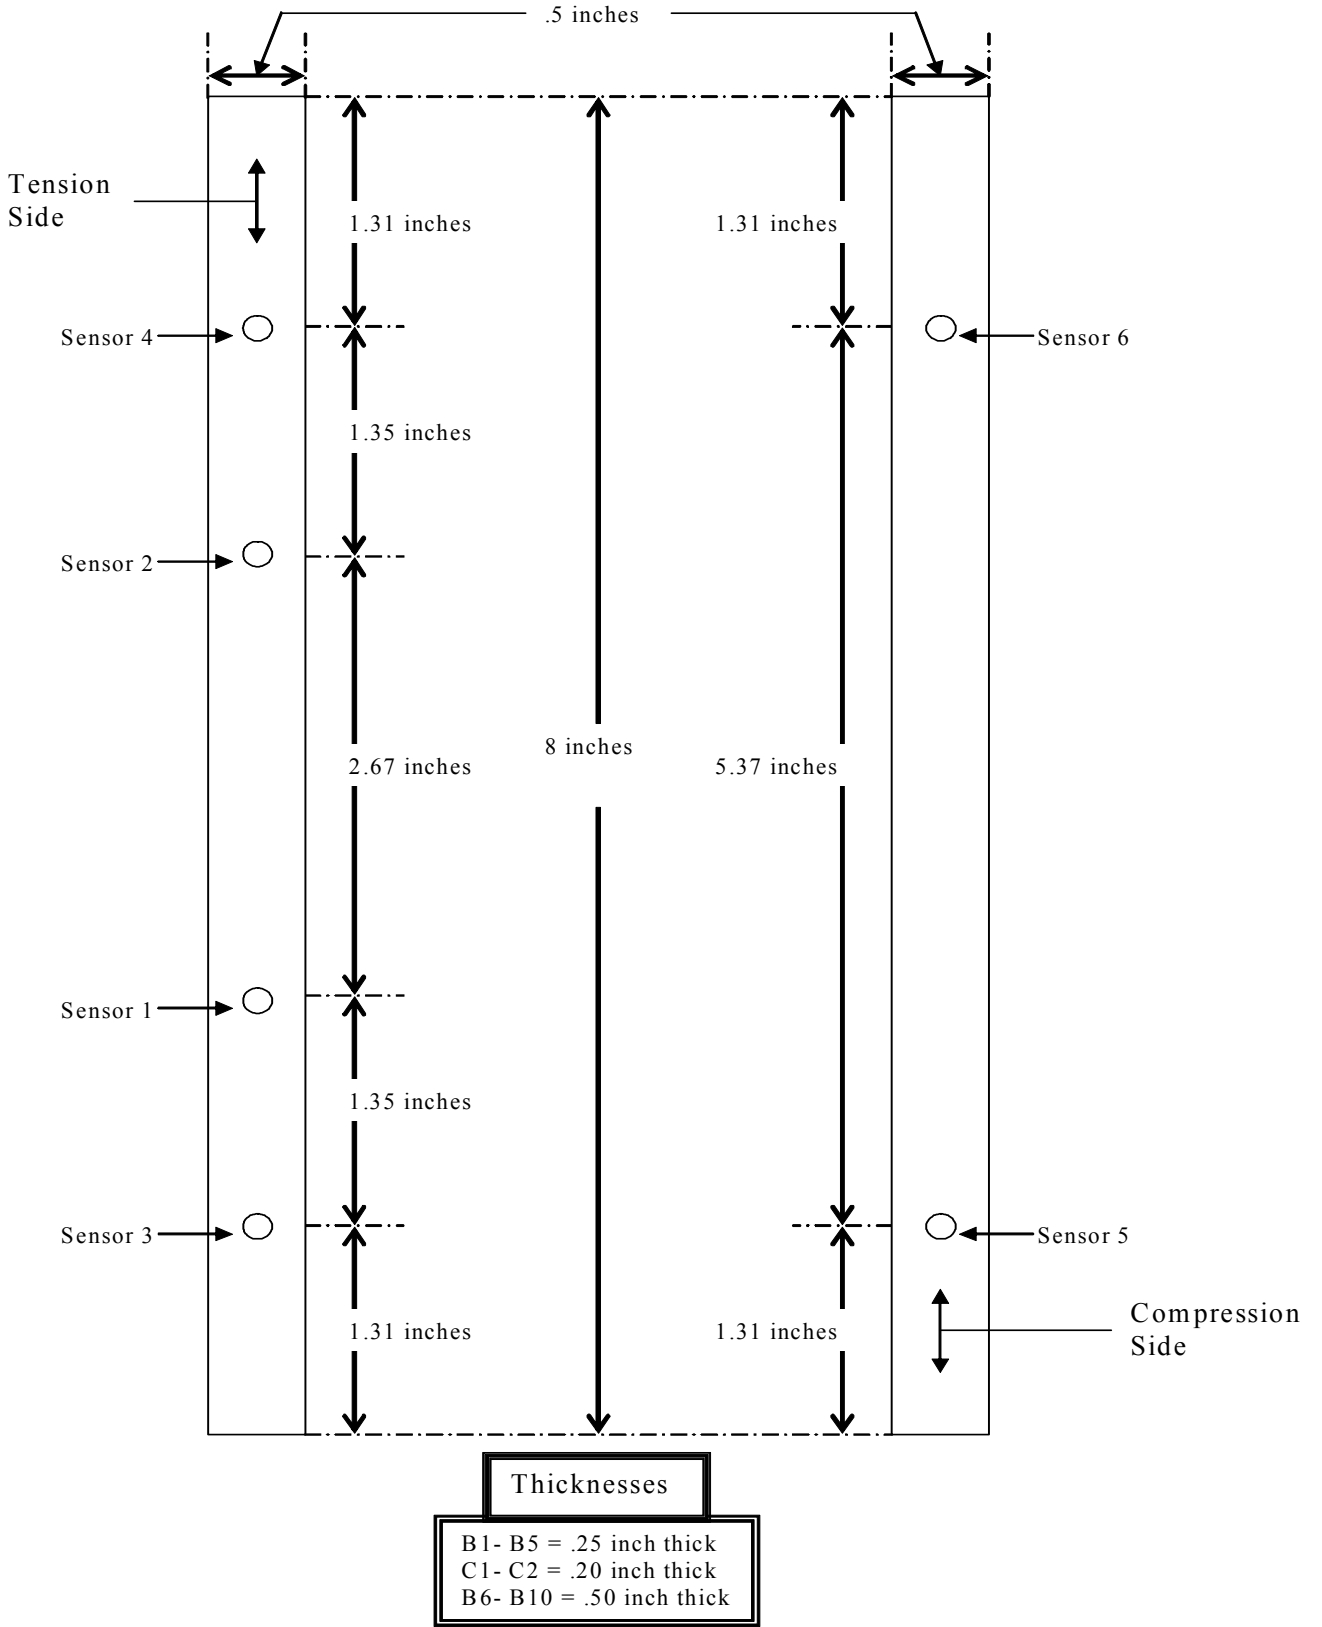 .5 inches
Tension
Side
1.31 inches
1.31 inches
Sensor 4
Sensor 6
1.35 inches
Sensor 2
8 inches
2.67 inches
5.37 inches
Sensor 1
1.35 inches
Sensor 3
Sensor 5
1.31 inches
1.31 inches
Compression
Side
Thicknesses
B1- B5 = .25 inch thick
C1- C2 = .20 inch thick
B6- B10 = .50 inch thick